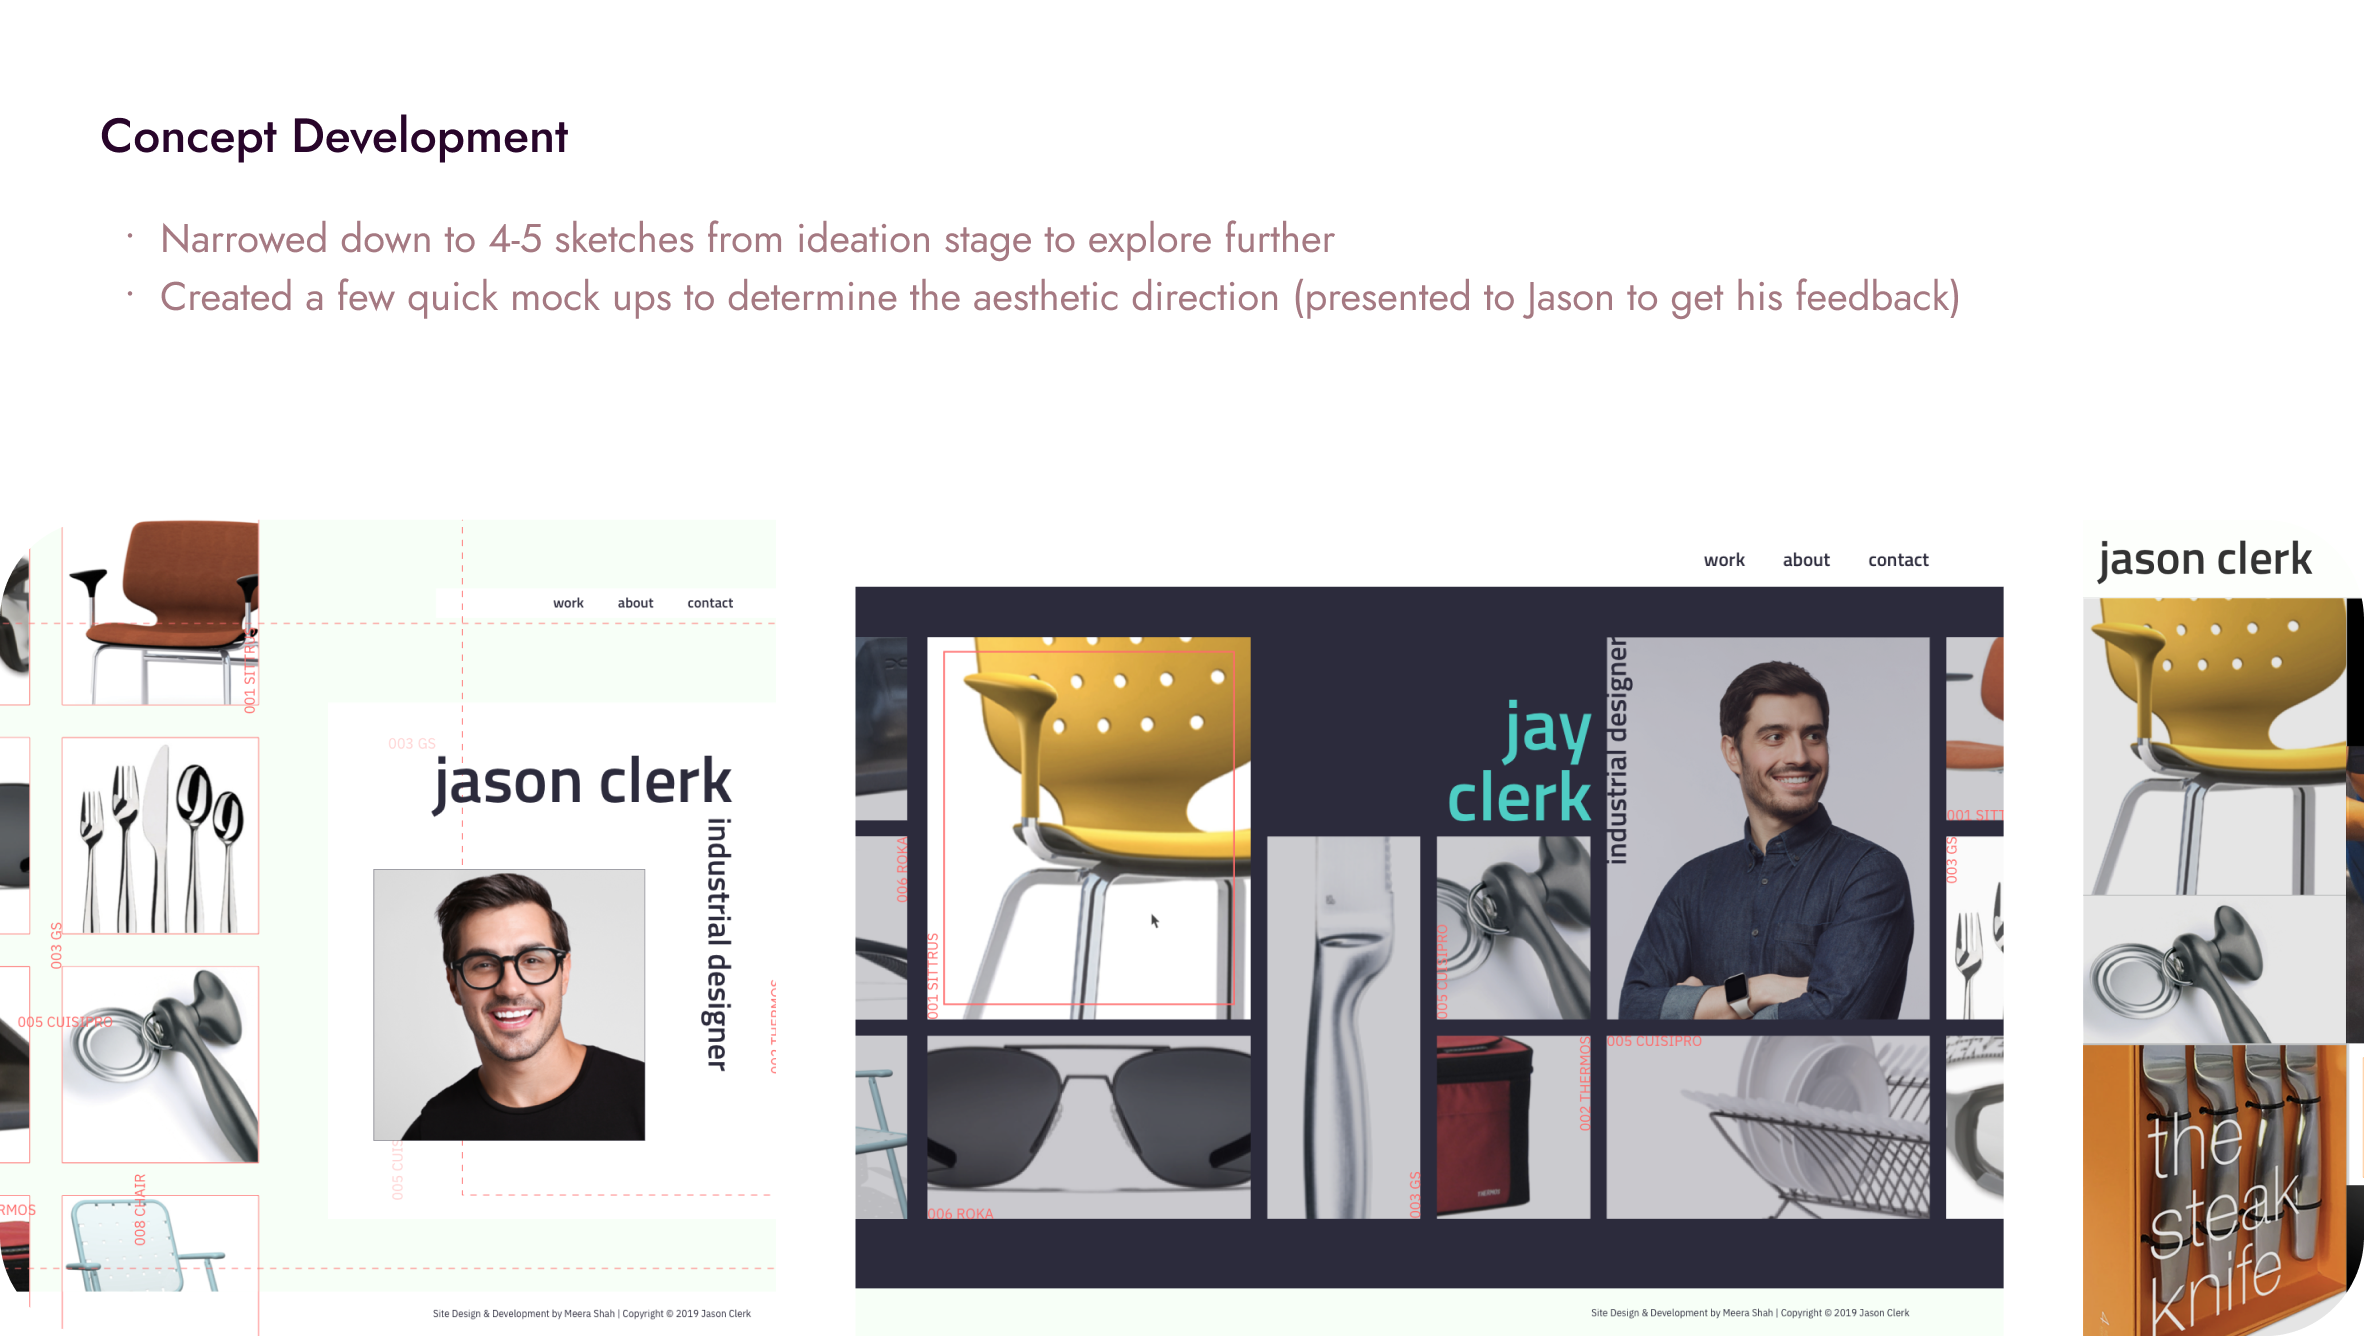 Concept Development
· Narrowed down to 4-5 sketches from ideation stage to explore further
· Created a few quick mock ups to determine the aesthetic direction (presented to Jason to get his feedback)
work about contact
001 SITTR
003 GS
005 CUISIPRO
008 CHAIR
RMOS
003 GS
jason clerk
industrial designer
005 CUIS
002 THERMOS
Site Design & Development by Meera Shah | Copyright © 2019 Jason Clerk
work about contact
006 ROKA
001 SITTRUS
jay
clerk
industrial designer
005 CUISIPRO
001 SITT
003 GS
002 THERMOS
THERMOS
005 CUISIPRO
003 GS
006 ROKA
Site Design & Development by Meera Shah | Copyright © 2019 Jason Clerk
jason clerk
the
steak
knife